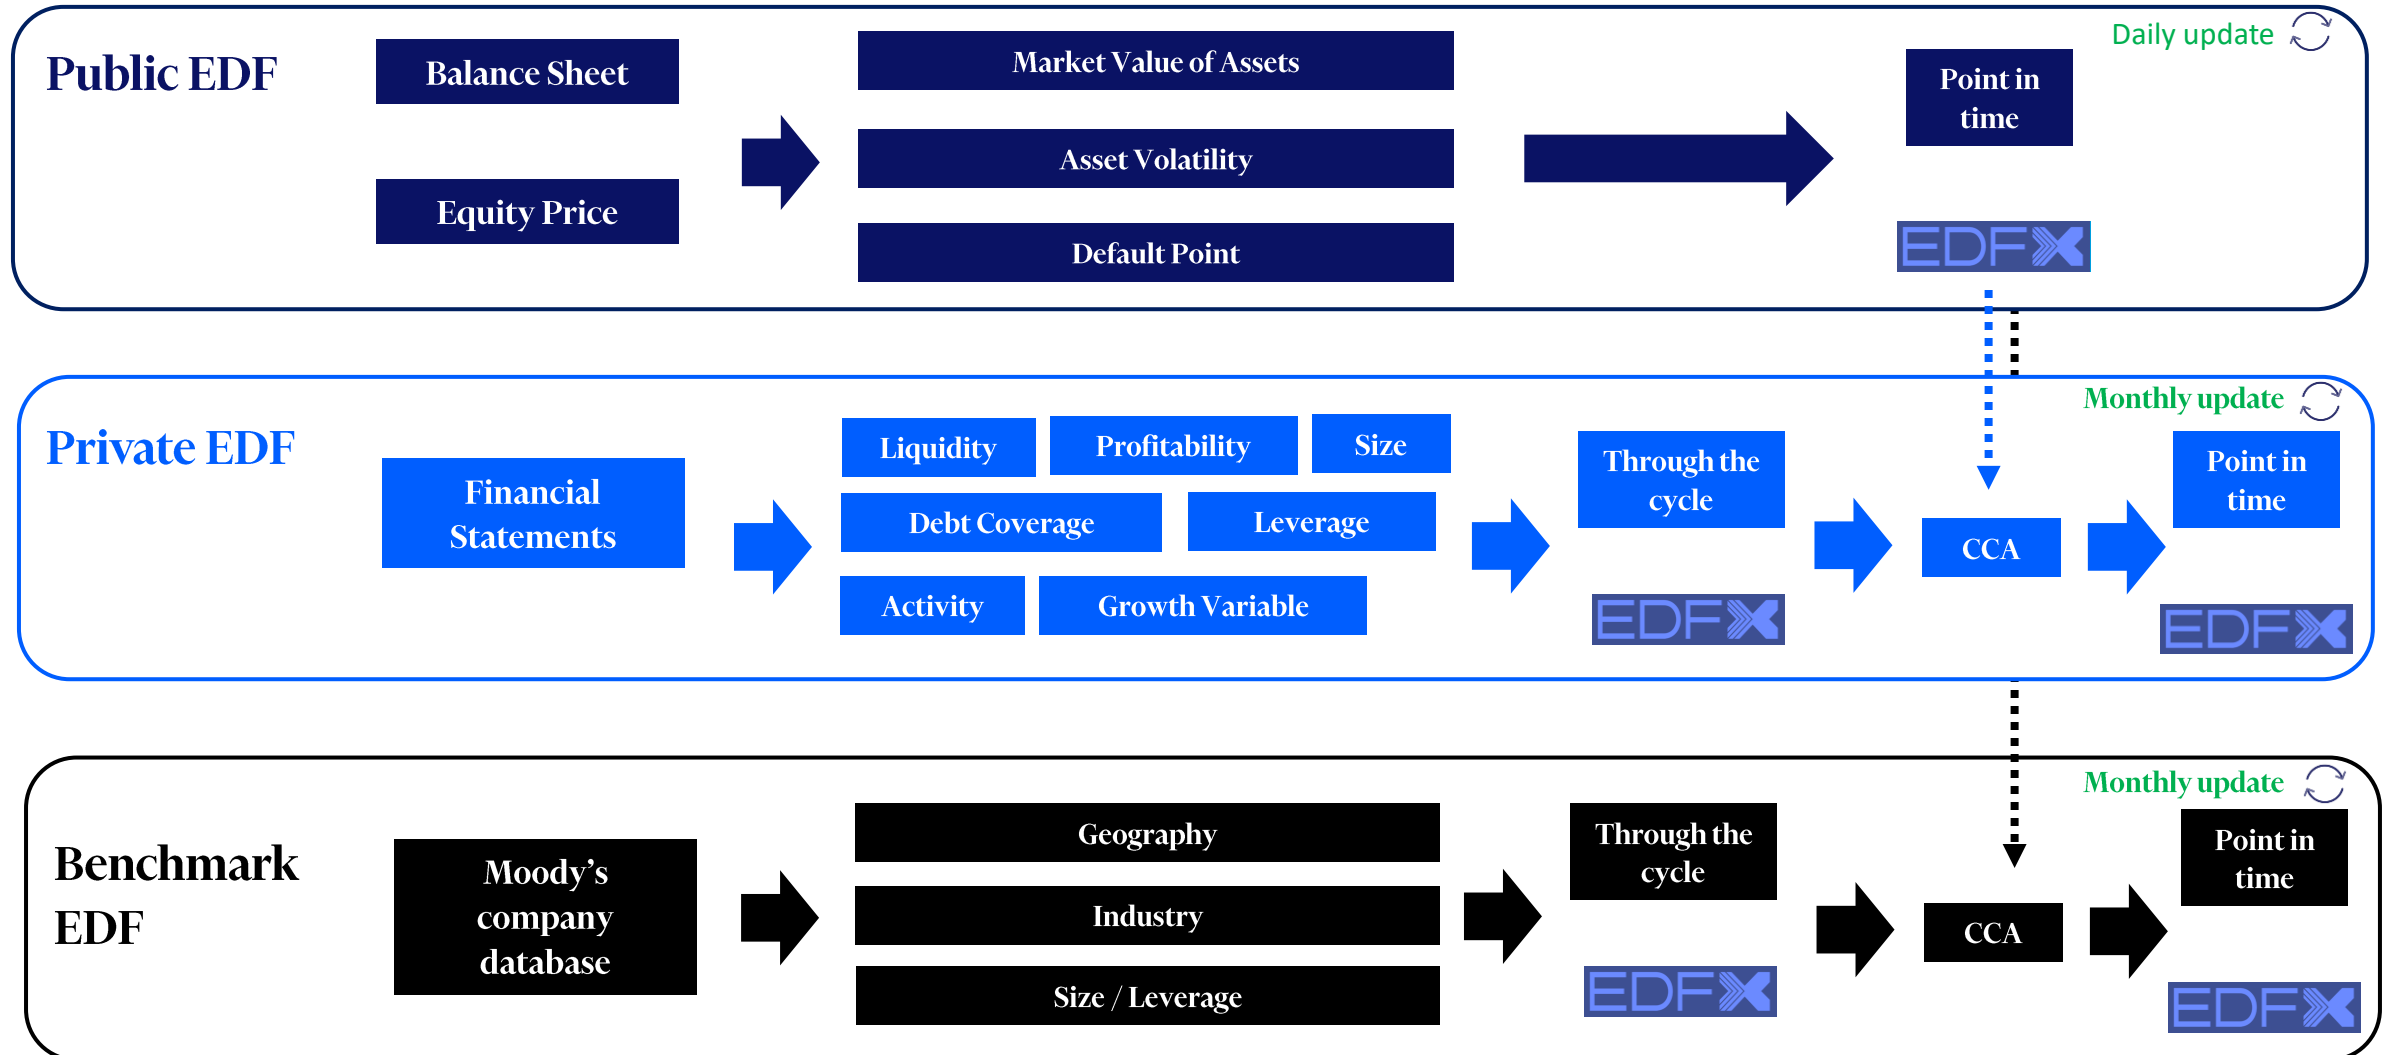 Public EDF
Balance Sheet
Equity Price
Market Value of Assets
Asset Volatility
Default Point
Daily update
Point in
time
EDFX
Private EDF
Financial
Statements
Liquidity
Profitability
Size
Debt Coverage
Leverage
Activity
Growth Variable
Through the
cycle
EDFX
CCA
Monthly update
Point in
time
EDFX
Benchmark
EDF
Moody’s
company
database
Geography
Industry
Size / Leverage
Through the
cycle
EDFX
CCA
Monthly update
Point in
time
EDFX